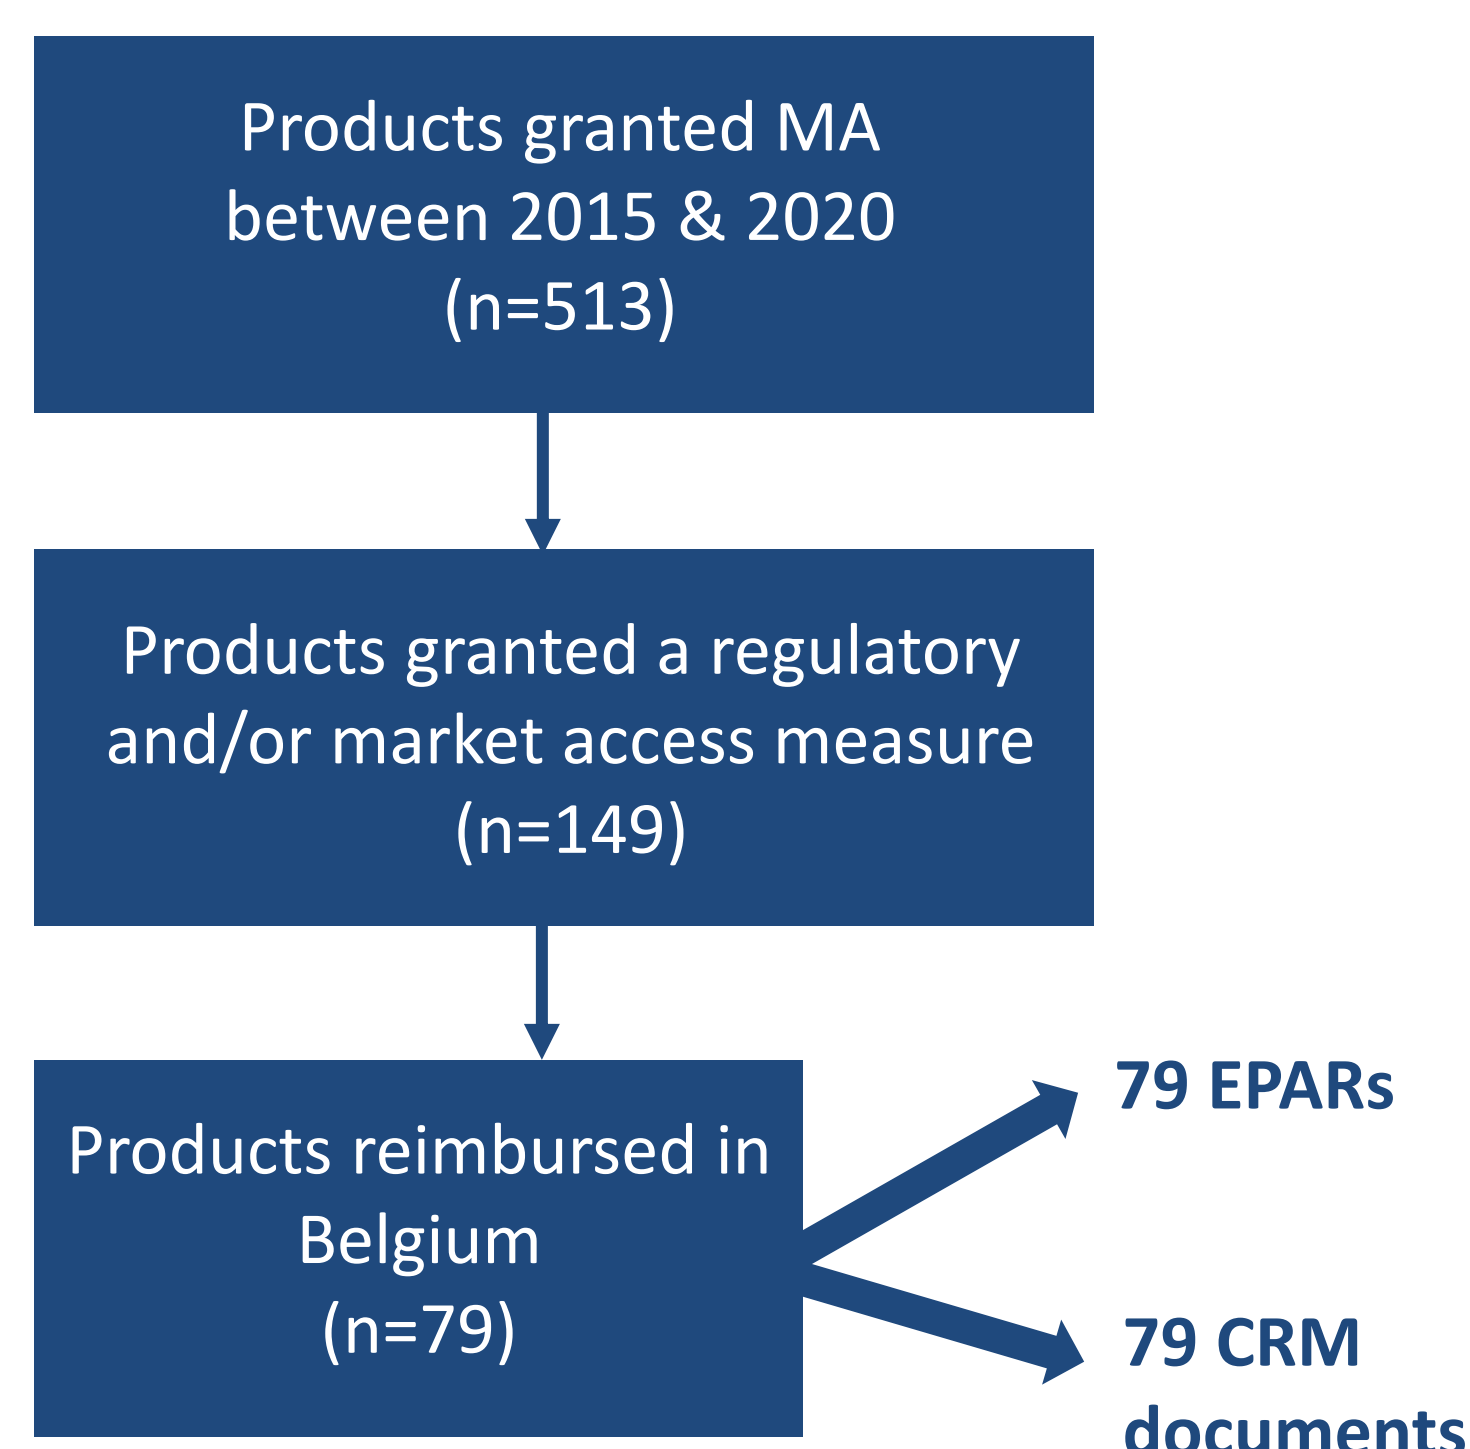 Products granted MA
between 2015 & 2020
(n=513)
Products granted a regulatory
and/or market access measure
(n=149)
Products reimbursed in
Belgium
(n=79)
79 EPARs
79 CRM
documents